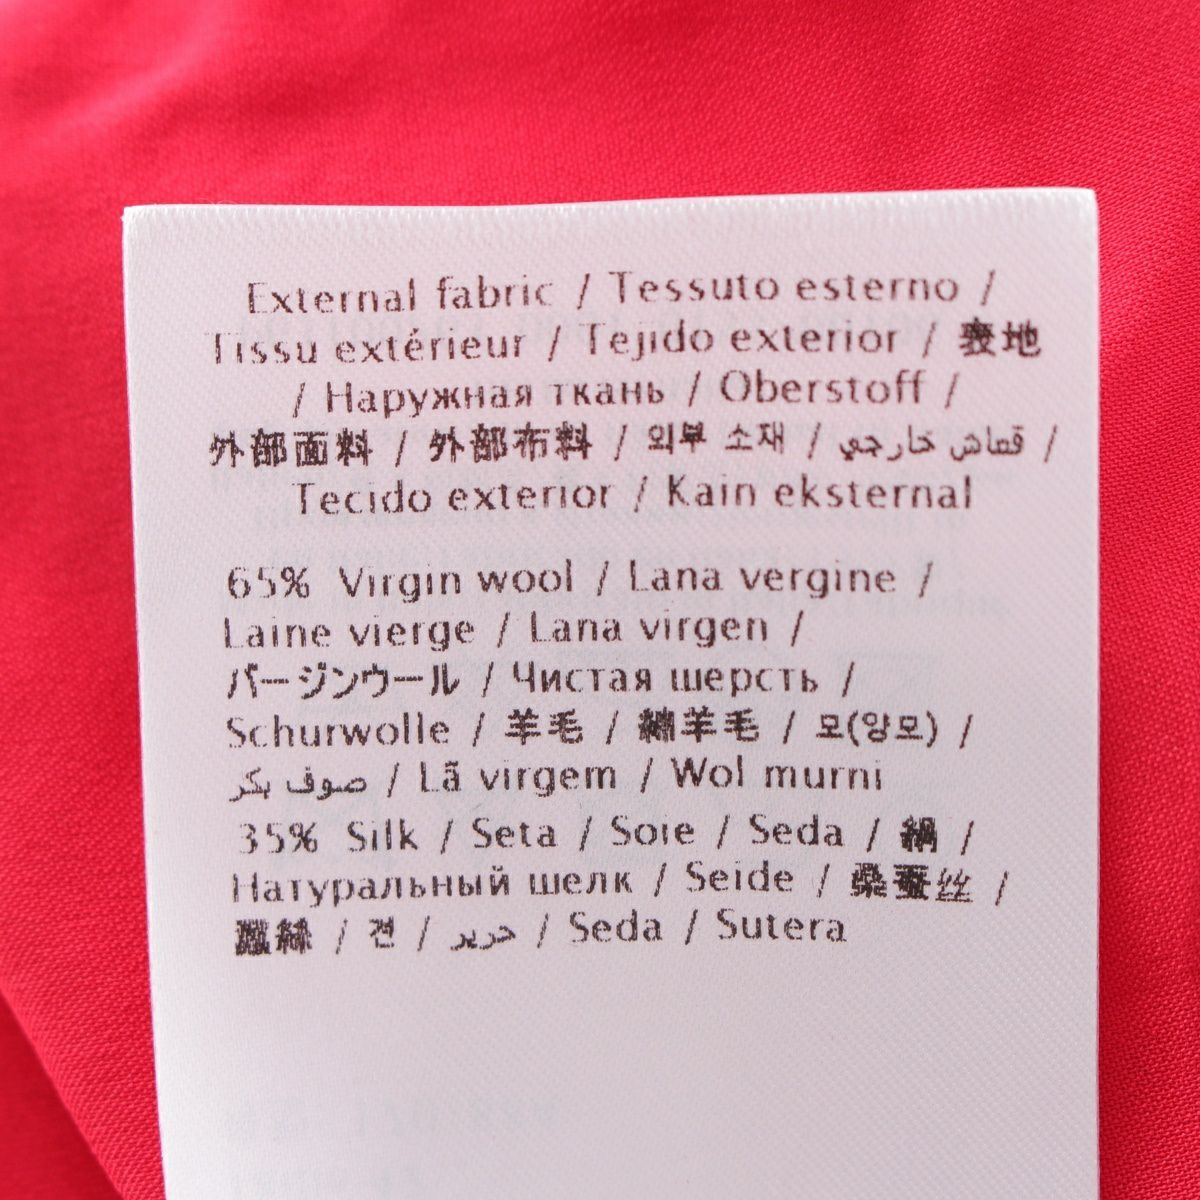 External fabric / Tessuto esterno /
Tissu extérieur / Tejido exterior / 表地
/ Наружная ткань / Oberstoff /
外部面料 / 外部布料 / 외부 소재 / قماش خارجي /
Tecido exterior / Kain eksternal
65% Virgin wool / Lana vergine /
Laine vierge / Lana virgen /
バージンウール / Чистая шерсть /
Schurwolle / 羊毛 / 綿羊毛 / 모(양모) /
صوف بكر / Lã virgem / Wol murni
35% Silk / Seta / Soie / Seda / 絹 /
Натуральный шелк / Seide / 桑蚕丝 /
蠶絲 / 견 / حرير / Seda / Sutera